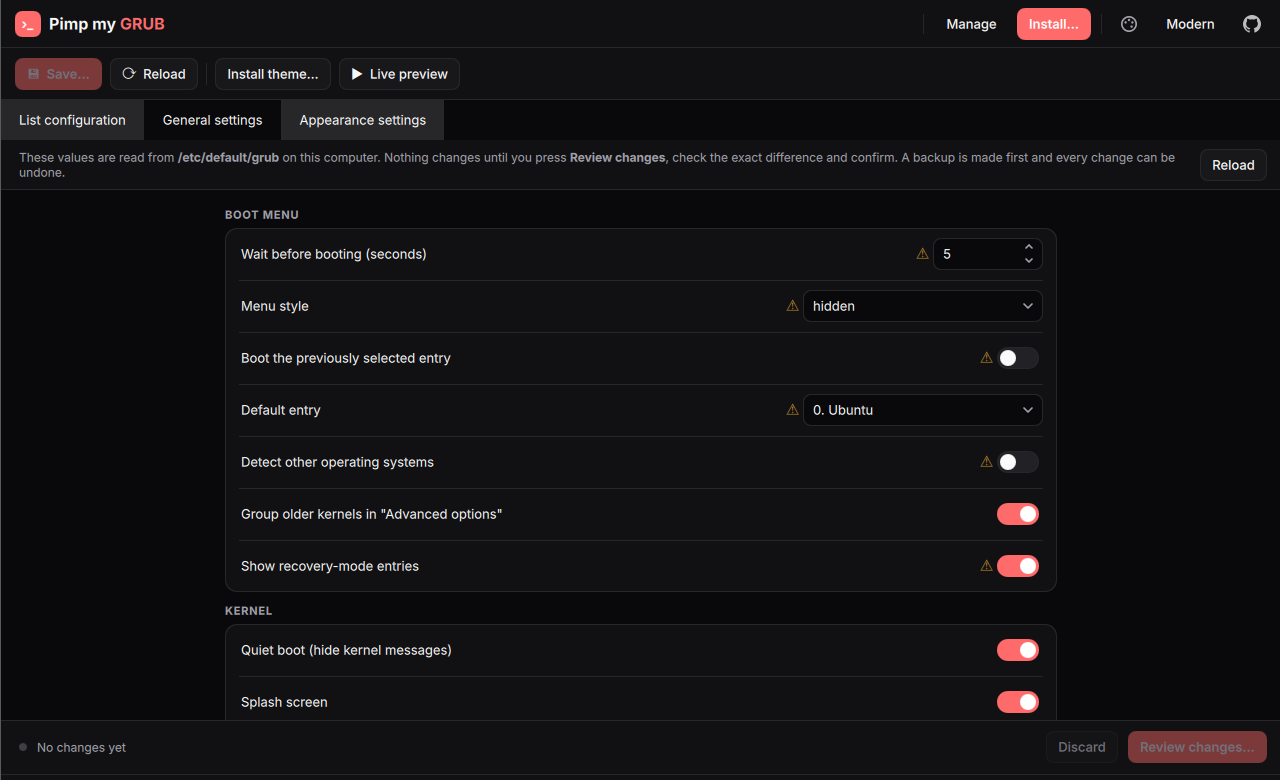 Pimp my GRUB
Manage
Install...
Modern
Save...
Reload
Install theme...
Live preview
List configuration
General settings
Appearance settings
These values are read from /etc/default/grub on this computer. Nothing changes until you press Review changes, check the exact difference and confirm. A backup is made first and every change can be
undone.
Reload
BOOT MENU
Wait before booting (seconds)
5
Menu style
hidden
Boot the previously selected entry
Default entry
0. Ubuntu
Detect other operating systems
Group older kernels in "Advanced options"
Show recovery-mode entries
KERNEL
Quiet boot (hide kernel messages)
Splash screen
No changes yet
Discard
Review changes...